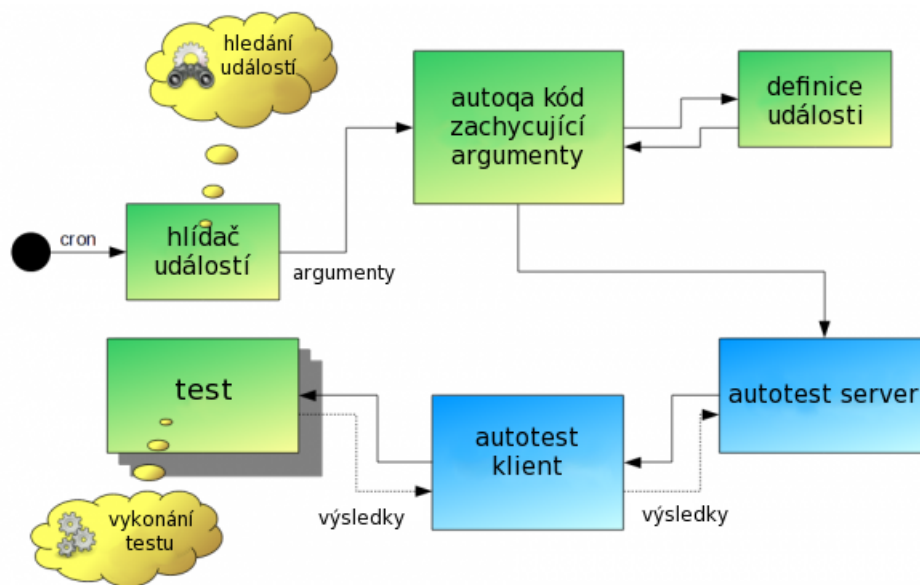 hledání
událostí
autoqa kód
zachycující
argumenty
definice
události
cron
hlídač
událostí
argumenty
test
autotest
klient
autotest server
výsledky
výsledky
vykonání
testu